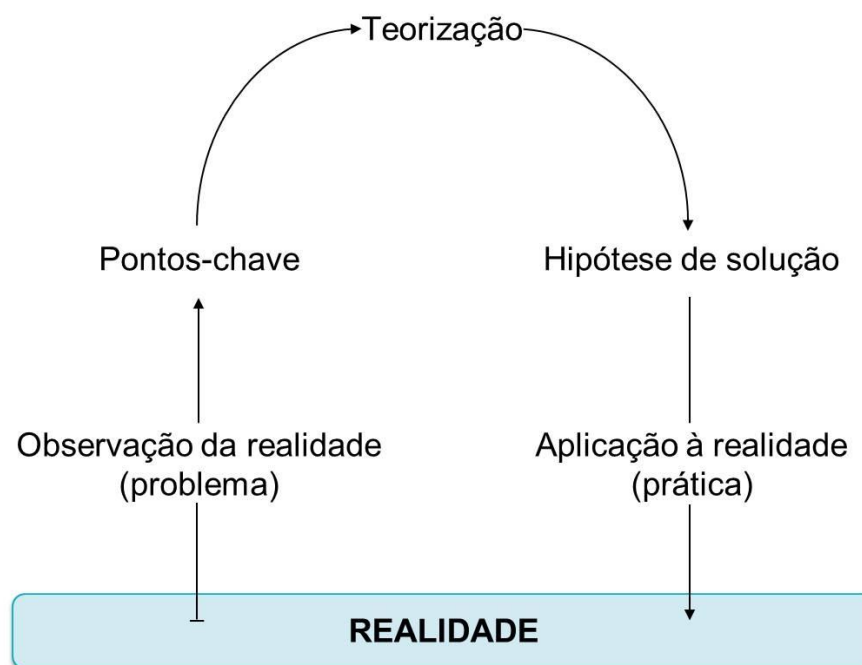 Teorização
Pontos-chave
Hipótese de solução
Observação da realidade
(problema)
Aplicação à realidade
(prática)
REALIDADE